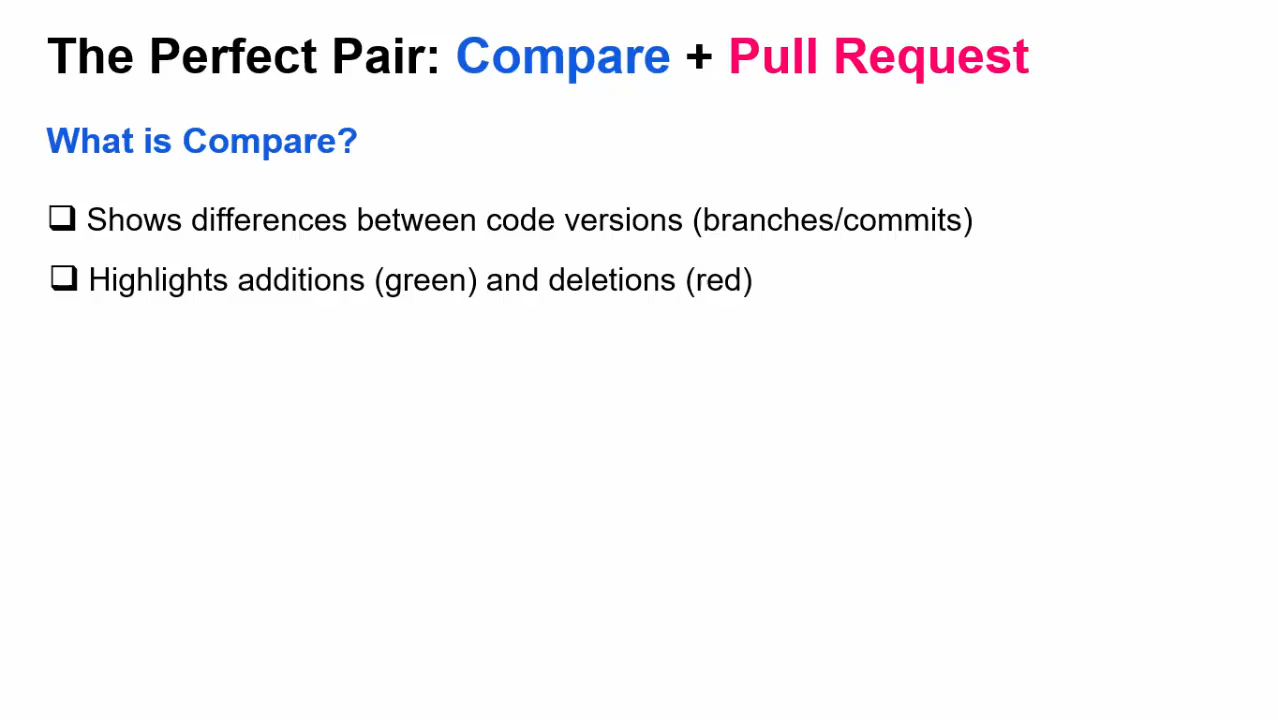 The Perfect Pair: Compare + Pull Request
What is Compare?
❑ Shows differences between code versions (branches/commits)
❑ Highlights additions (green) and deletions (red)